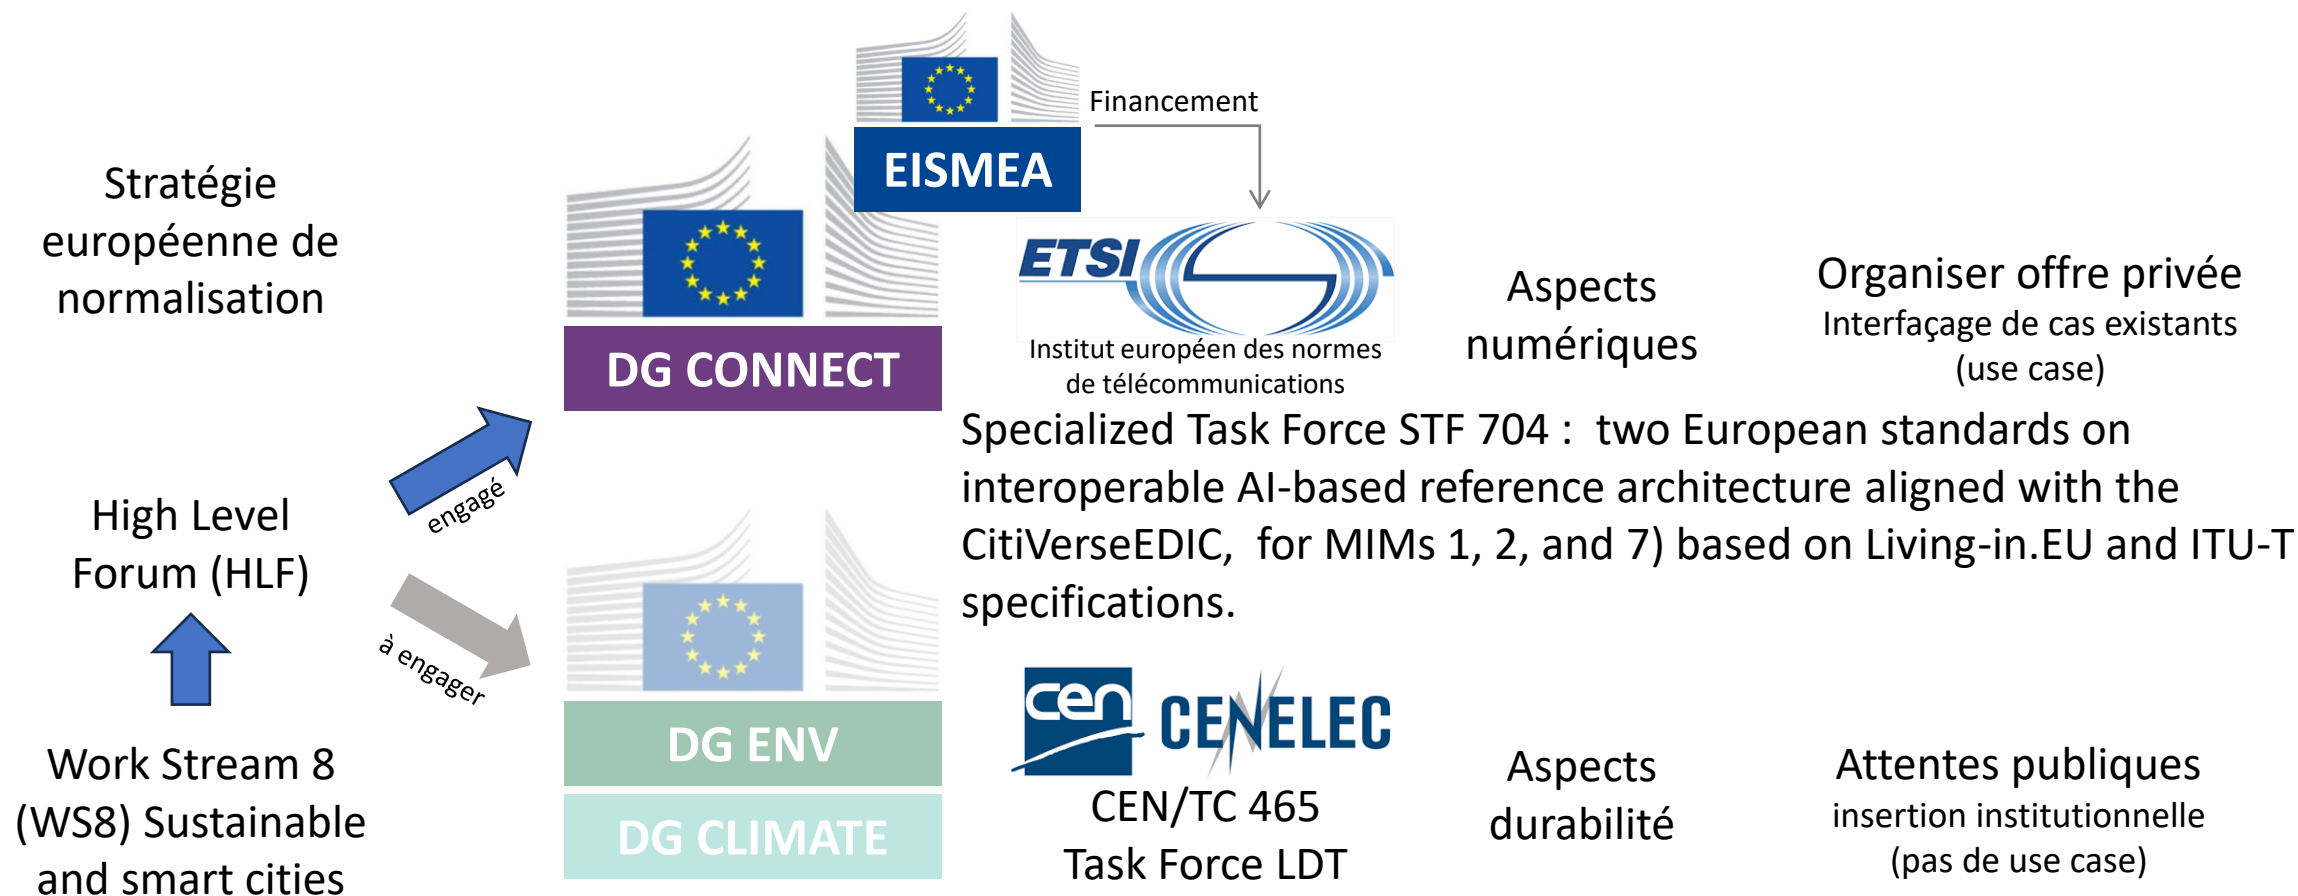 Stratégie
européenne de
normalisation
High Level
Forum (HLF)
Work Stream 8
(WS8) Sustainable
and smart cities
engagé
à engager
EISMEA
Financement
DG CONNECT
ETSI
Institut européen des normes
de télécommunications
Aspects
numériques
Organiser offre privée
Interfaçage de cas existants
(use case)
Specialized Task Force STF 704 :  two European standards on
interoperable AI-based reference architecture aligned with the
CitiVerseEDIC,  for MIMs 1, 2, and 7) based on Living-in.EU and ITU-T
specifications.
DG ENV
DG CLIMATE
cen
CENELEC
CEN/TC 465
Task Force LDT
Aspects
durabilité
Attentes publiques
insertion institutionnelle
(pas de use case)